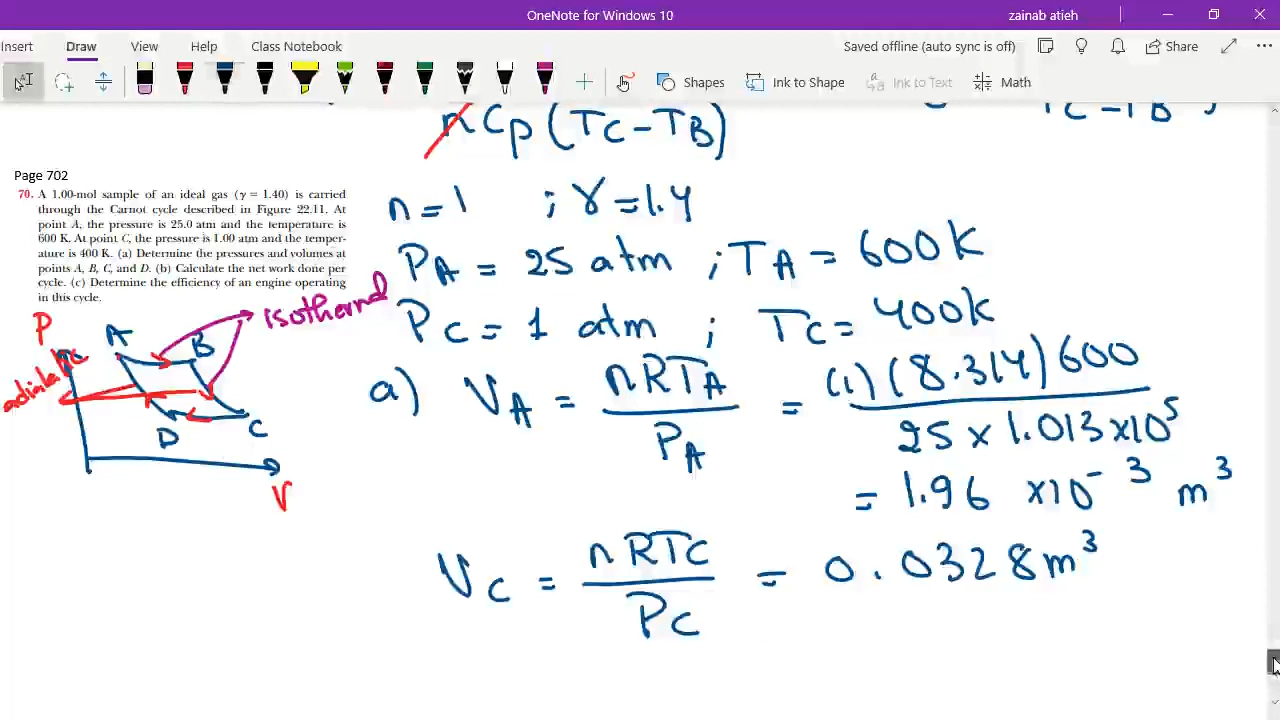 OneNote for Windows 10
zainab atieh
Insert Draw View Help Class Notebook
Saved offline (auto sync is off)
Share
Shapes Ink to Shape Ink to Text Math
n Cp (TC - TB)
TC - TB
Page 702
70. A 1.00-mol sample of an ideal gas (γ = 1.40) is carried
through the Carnot cycle described in Figure 22.11. At
point A, the pressure is 25.0 atm and the temperature is
600 K. At point C, the pressure is 1.00 atm and the temper-
ature is 400 K. (a) Determine the pressures and volumes at
points A, B, C, and D. (b) Calculate the net work done per
cycle. (c) Determine the efficiency of an engine operating
in this cycle.
n = 1 ; γ = 1.4
PA = 25 atm ; TA = 600 K
PC = 1 atm ; TC = 400 K
P
A
B
C
D
V
a) VA = nRTA / PA = (1)(8.314)600 / 25 × 1.013 × 10^5
= 1.96 × 10^-3 m^3
VC = nRTC / PC = 0.0328 m^3